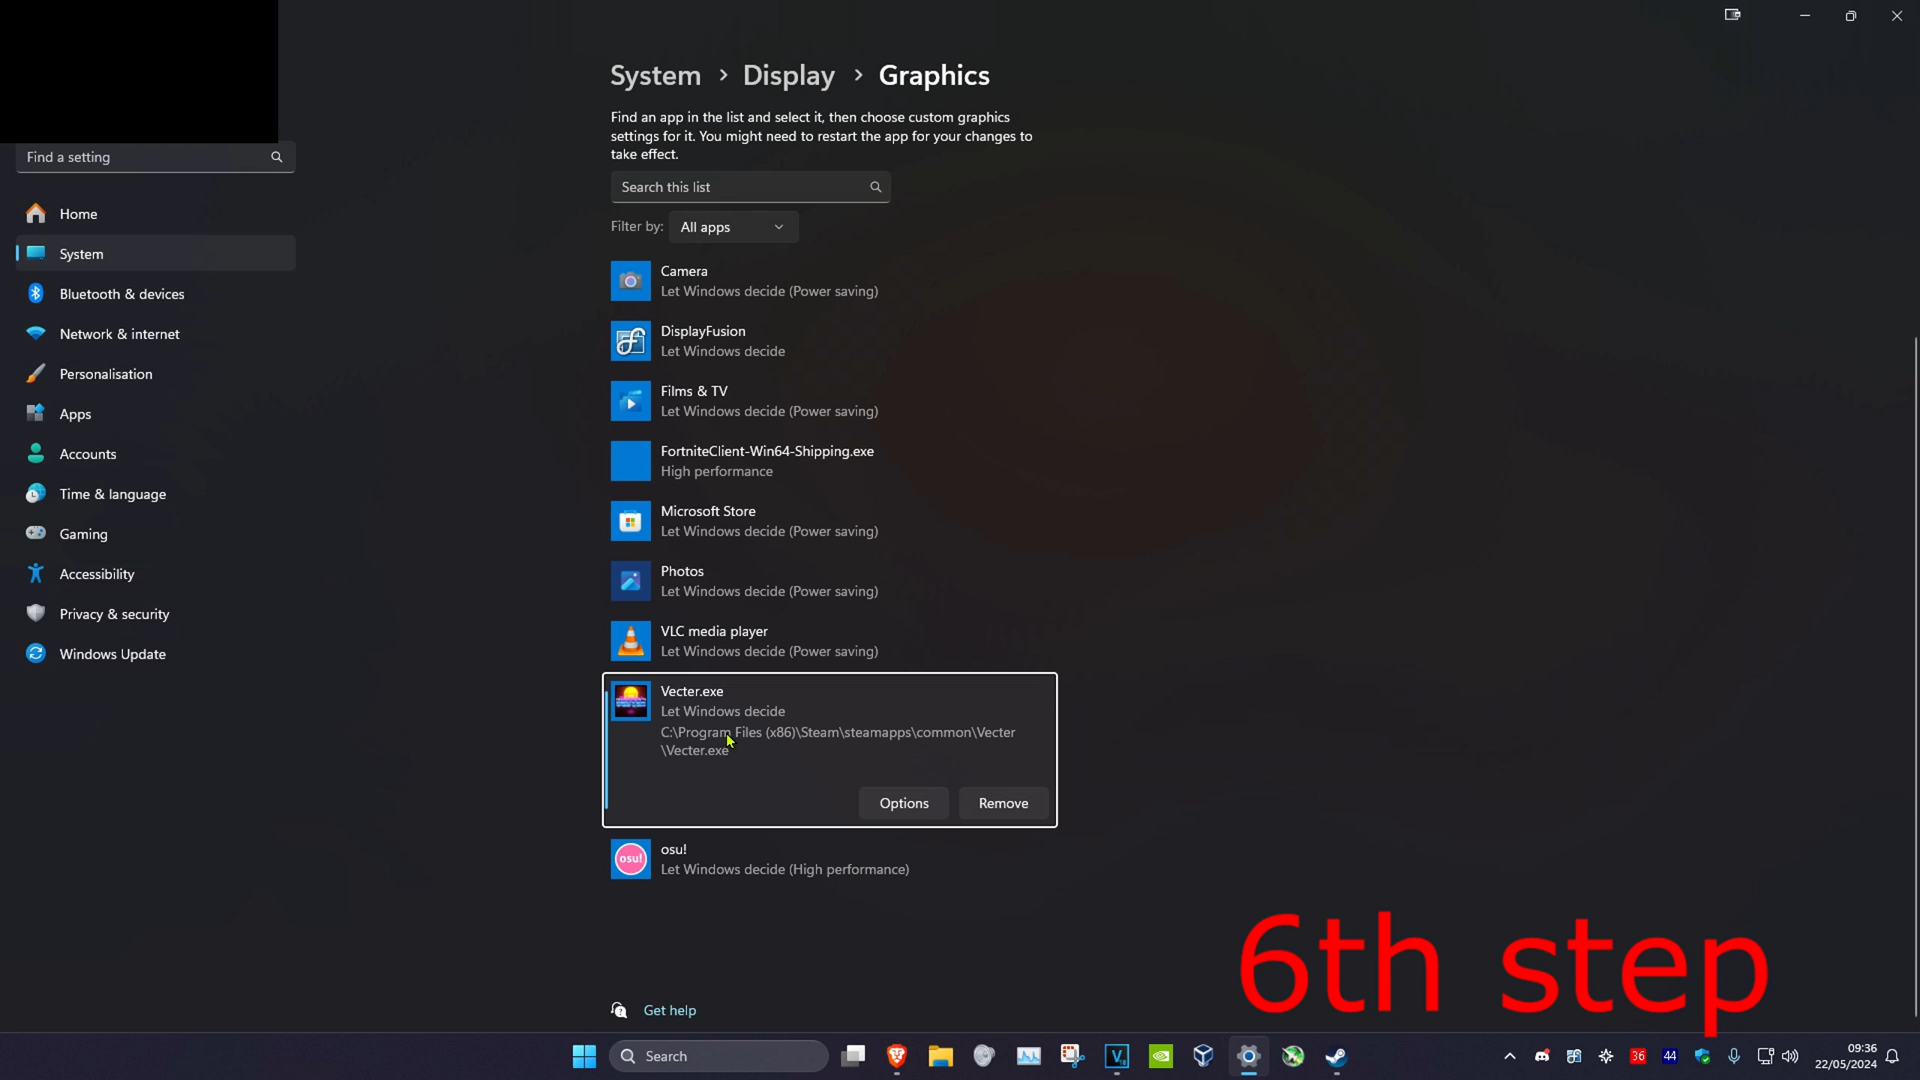 System > Display > Graphics
Find an app in the list and select it, then choose custom graphics
settings for it. You might need to restart the app for your changes to
take effect.
Find a setting
Search this list
Filter by: All apps
Home
System
Bluetooth & devices
Network & internet
Personalisation
Apps
Accounts
Time & language
Gaming
Accessibility
Privacy & security
Windows Update
Camera
Let Windows decide (Power saving)
DisplayFusion
Let Windows decide
Films & TV
Let Windows decide (Power saving)
FortniteClient-Win64-Shipping.exe
High performance
Microsoft Store
Let Windows decide (Power saving)
Photos
Let Windows decide (Power saving)
VLC media player
Let Windows decide (Power saving)
Vecter.exe
Let Windows decide
C:\Program Files (x86)\Steam\steamapps\common\Vecter
\Vecter.exe
Options Remove
osu!
osu!
Let Windows decide (High performance)
6th step
Get help
Search
36 44
09:36
22/05/2024